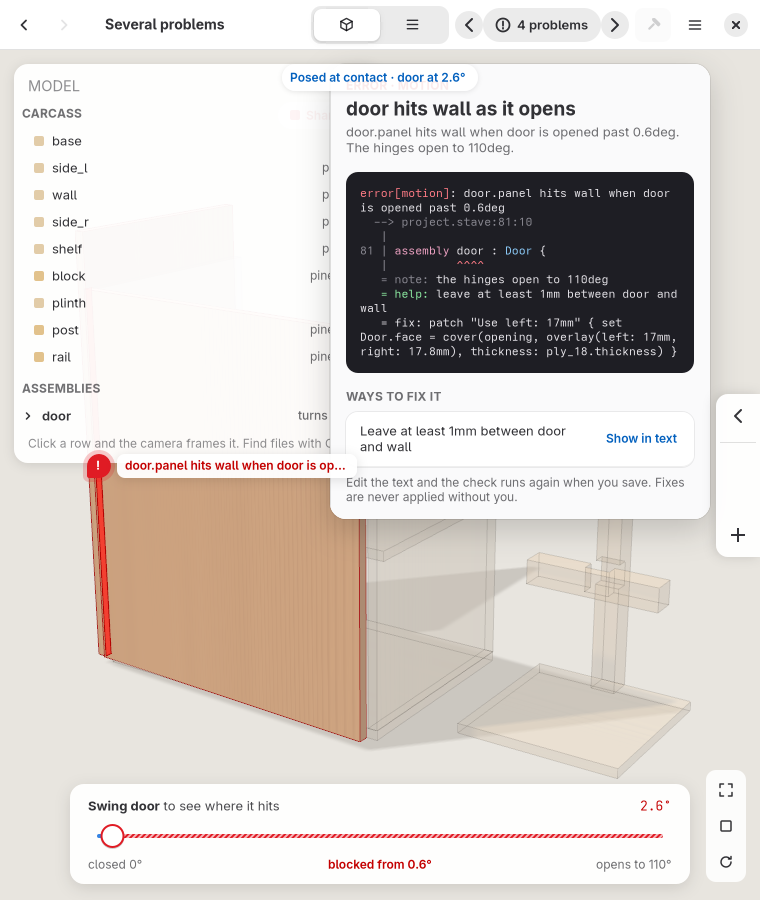 Several problems
4 problems
Posed at contact · door at 2.6°
MODEL
CARCASS
base
side_l
wall
side_r
shelf
block
pine
plinth
post
pine
rail
pine
ASSEMBLIES
door
turns
Click a row and the camera frames it. Find files with
ERROR · MOTION
door hits wall as it opens
door.panel hits wall when door is opened past 0.6deg.
The hinges open to 110deg.
error[motion]: door.panel hits wall when door
is opened past 0.6deg
--> project.stave:81:10
|
81 | assembly door : Door {
| ^^^^
= note: the hinges open to 110deg
= help: leave at least 1mm between door and
wall
= fix: patch "Use left: 17mm" { set
Door.face = cover(opening, overlay(left: 17mm,
right: 17.8mm), thickness: ply_18.thickness) }
WAYS TO FIX IT
Leave at least 1mm between door
and wall
Show in text
Edit the text and the check runs again when you save. Fixes
are never applied without you.
!
door.panel hits wall when door is op...
Swing door to see where it hits
2.6°
closed 0°
blocked from 0.6°
opens to 110°